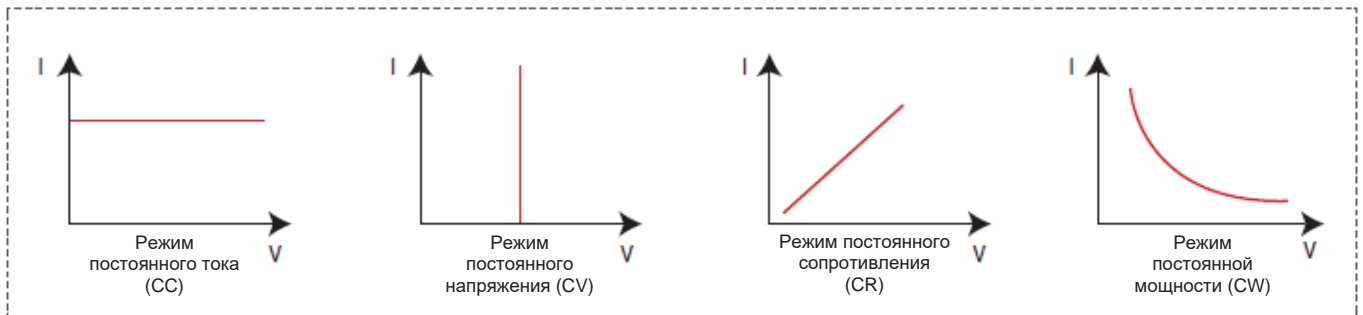 I
V
Режим
постоянного тока
(CC)
I
V
Режим
постоянного
напряжения (CV)
I
V
Режим постоянного
сопротивления
(CR)
I
V
Режим
постоянной
мощности (CW)